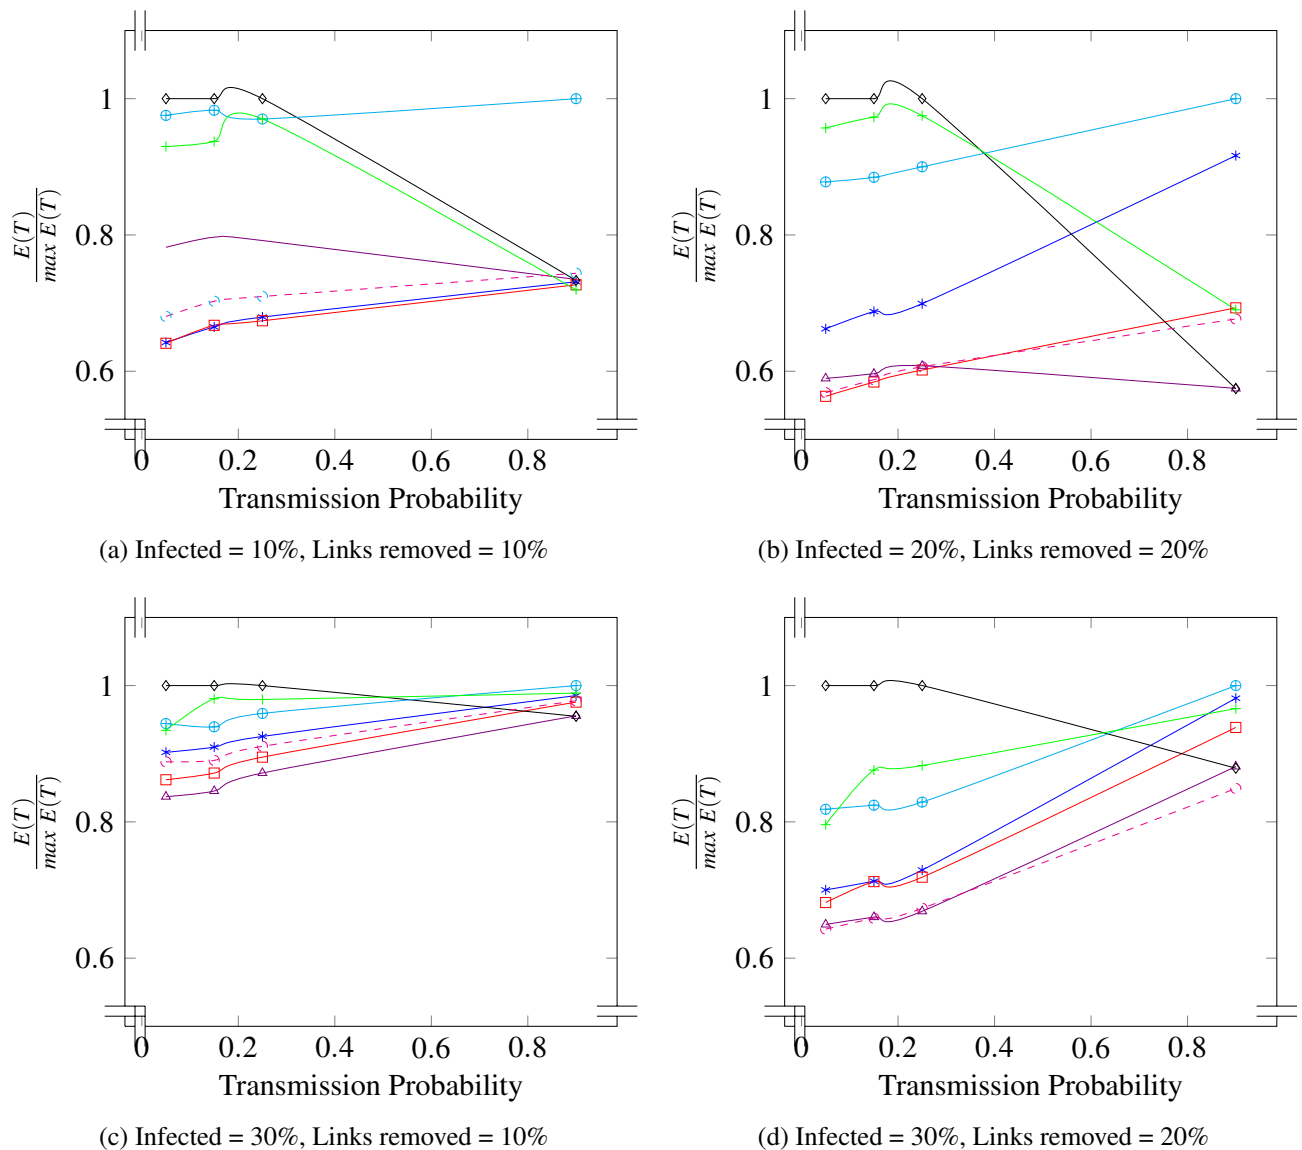 1
0.8
0.6
E(T)
max E(T)
0 0.2 0.4 0.6 0.8
Transmission Probability
(a) Infected = 10%, Links removed = 10%
1
0.8
0.6
E(T)
max E(T)
0 0.2 0.4 0.6 0.8
Transmission Probability
(b) Infected = 20%, Links removed = 20%
1
0.8
0.6
E(T)
max E(T)
0 0.2 0.4 0.6 0.8
Transmission Probability
(c) Infected = 30%, Links removed = 10%
1
0.8
0.6
E(T)
max E(T)
0 0.2 0.4 0.6 0.8
Transmission Probability
(d) Infected = 30%, Links removed = 20%